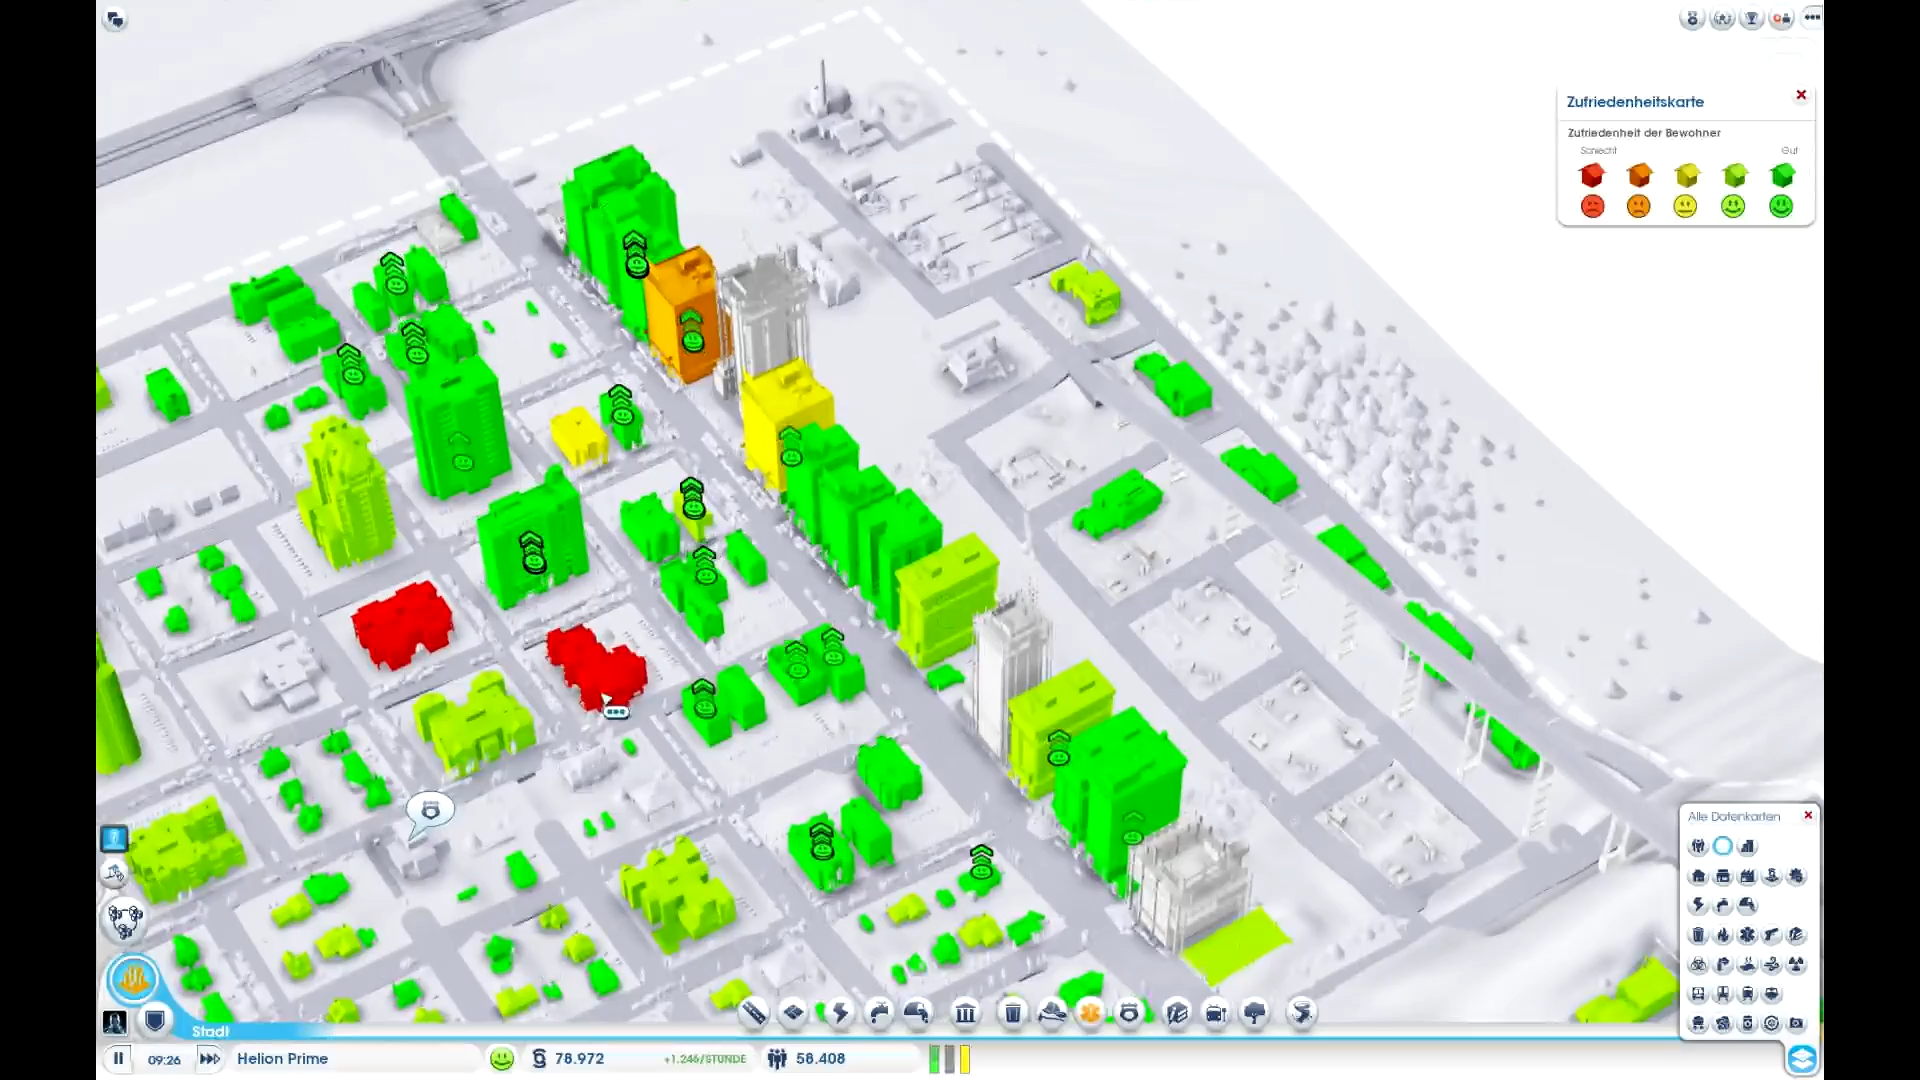 Zufriedenheitskarte
Zufriedenheit der Bewohner
Schlecht Gut
Alle Datenkarten
Stadt
09:26 Helion Prime 78.972 +1.246/STUNDE 58.408